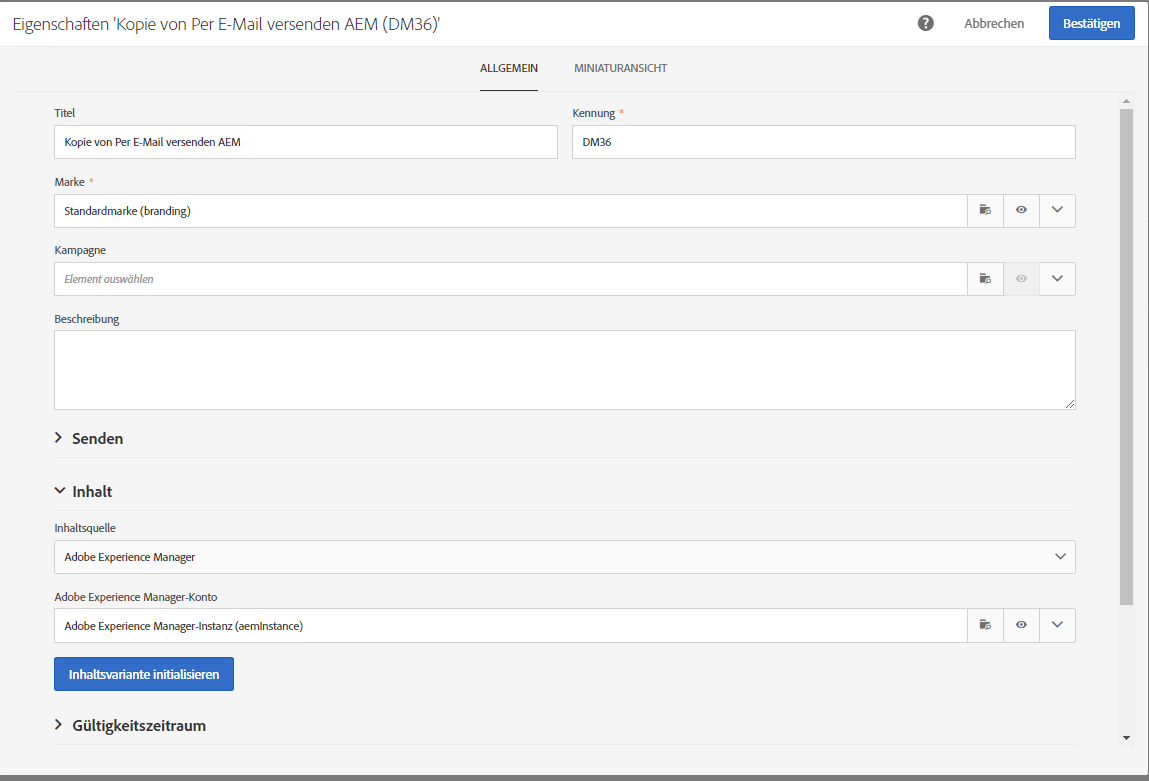 Eigenschaften 'Kopie von Per E-Mail versenden AEM (DM36)'
? Abbrechen Bestätigen
ALLGEMEIN MINIATURANSICHT
Titel Kennung *
Kopie von Per E-Mail versenden AEM DM36
Marke *
Standardmarke (branding)
Kampagne
Element auswählen
Beschreibung
Senden
Inhalt
Inhaltsquelle
Adobe Experience Manager
Adobe Experience Manager-Konto
Adobe Experience Manager-Instanz (aemInstance)
Inhaltsvariante initialisieren
Gültigkeitszeitraum